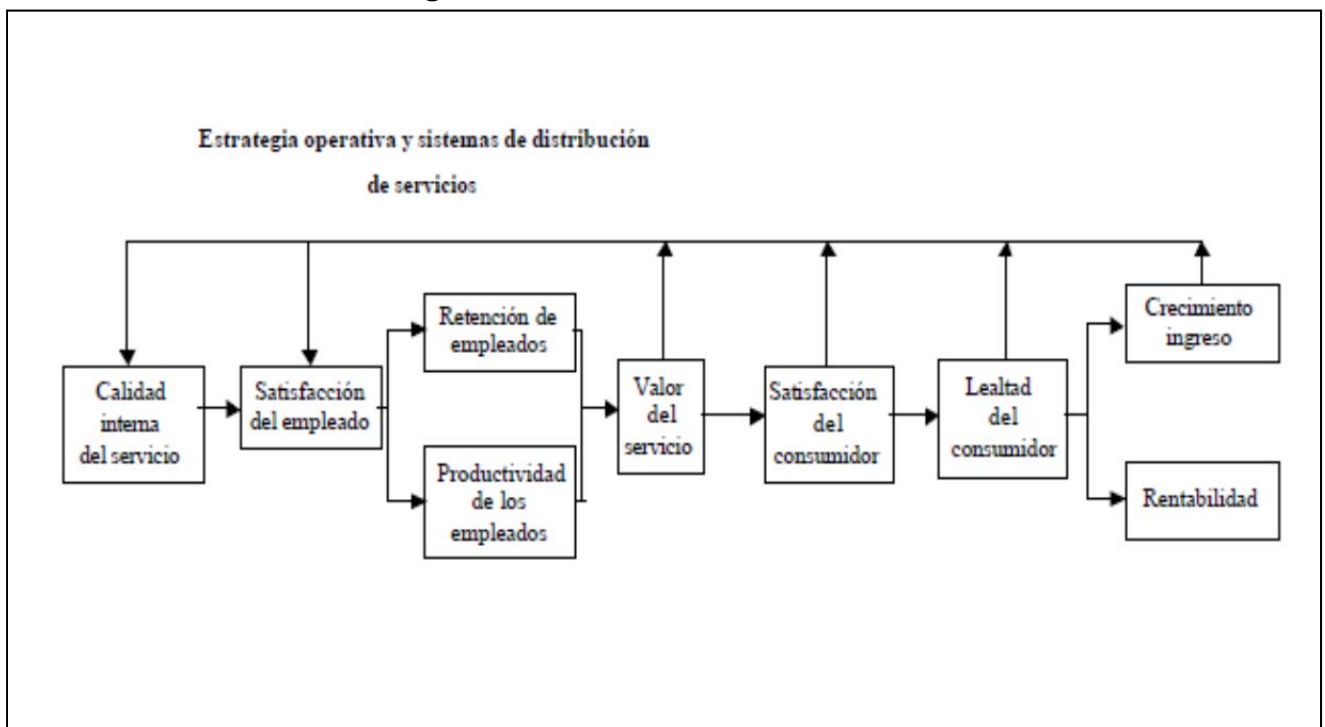 Estrategia operativa y sistemas de distribución
de servicios
Calidad
interna
del servicio
Satisfacción
del empleado
Retención de
empleados
Productividad
de los
empleados
Valor
del
servicio
Satisfacción
del
consumidor
Lealtad
del
consumidor
Crecimiento
ingreso
Rentabilidad